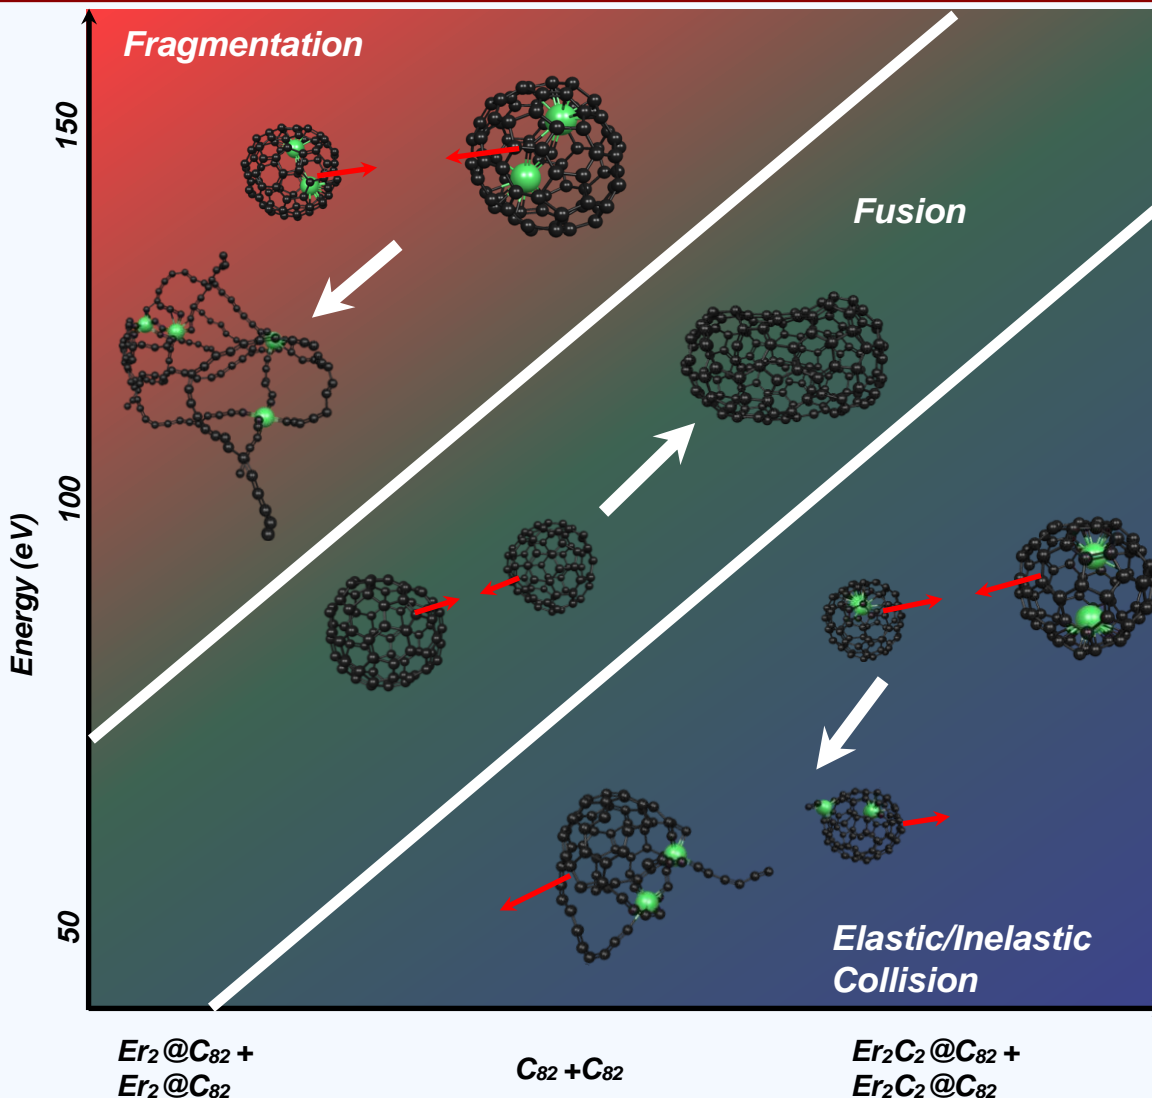 Fragmentation
150
Fusion
100
Energy (eV)
50
Elastic/Inelastic
Collision
Er₂@C₈₂ +
Er₂@C₈₂
C₈₂+C₈₂
Er₂C₂@C₈₂ +
Er₂C₂@C₈₂